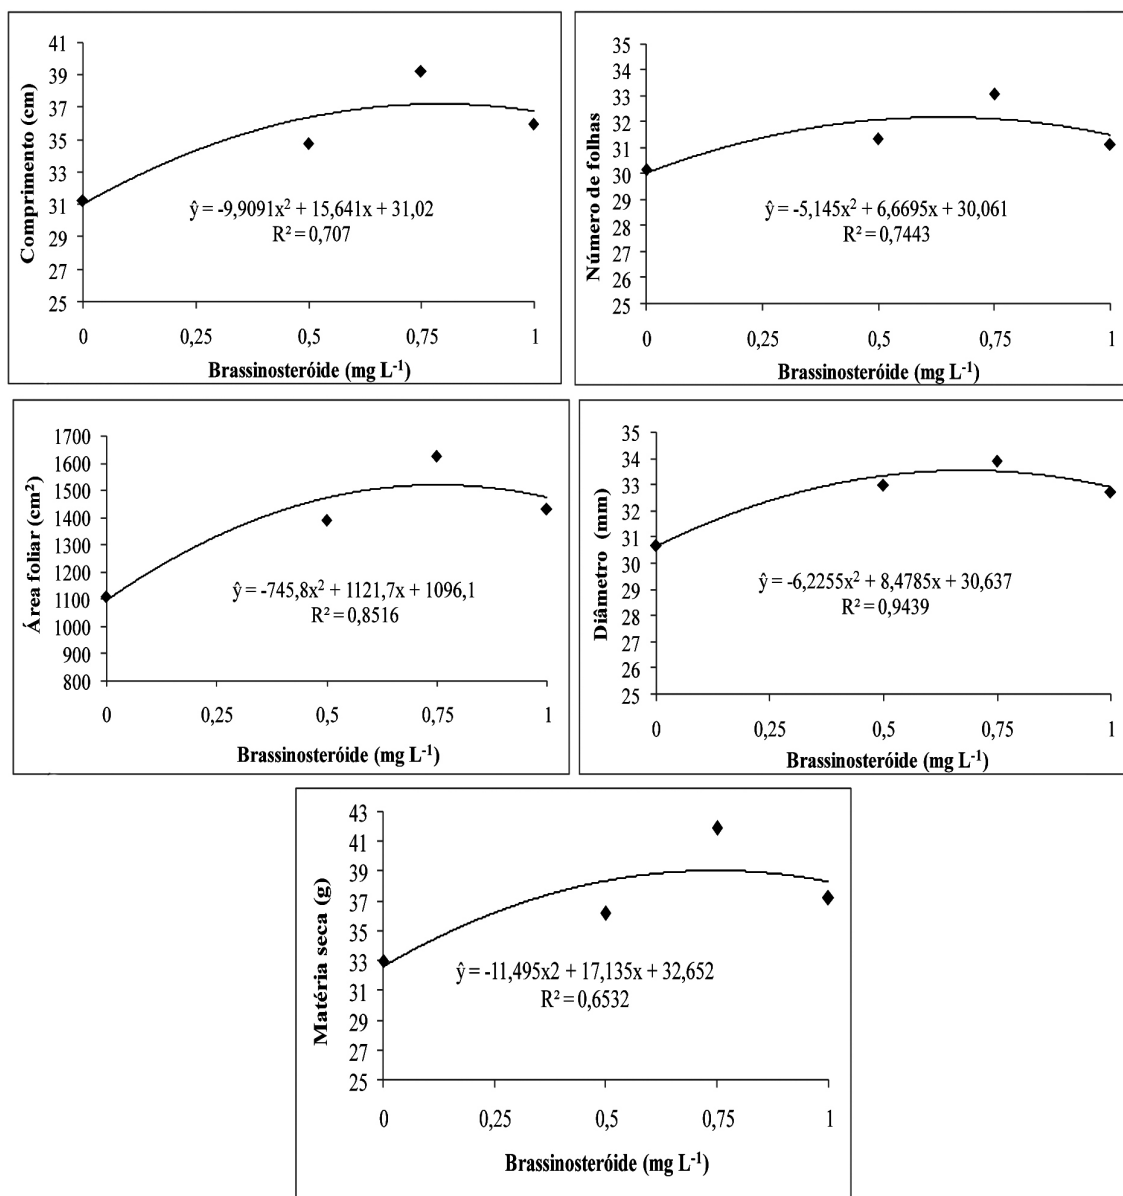 Comprimento (cm)
41
39
37
35
33
31
29
27
25
ŷ = -9,9091x² + 15,641x + 31,02
R² = 0,707
0 0,25 0,5 0,75 1
Brassinosteróide (mg L⁻¹)
Número de folhas
35
34
33
32
31
30
29
28
27
26
25
ŷ = -5,145x² + 6,6695x + 30,061
R² = 0,7443
0 0,25 0,5 0,75 1
Brassinosteróide (mg L⁻¹)
Área foliar (cm²)
1700
1600
1500
1400
1300
1200
1100
1000
900
800
ŷ = -745,8x² + 1121,7x + 1096,1
R² = 0,8516
0 0,25 0,5 0,75 1
Brassinosteróide (mg L⁻¹)
Diâmetro (mm)
35
34
33
32
31
30
29
28
27
26
25
ŷ = -6,2255x² + 8,4785x + 30,637
R² = 0,9439
0 0,25 0,5 0,75 1
Brassinosteróide (mg L⁻¹)
Matéria seca (g)
43
41
39
37
35
33
31
29
27
25
ŷ = -11,495x2 + 17,135x + 32,652
R² = 0,6532
0 0,25 0,5 0,75 1
Brassinosteróide (mg L⁻¹)